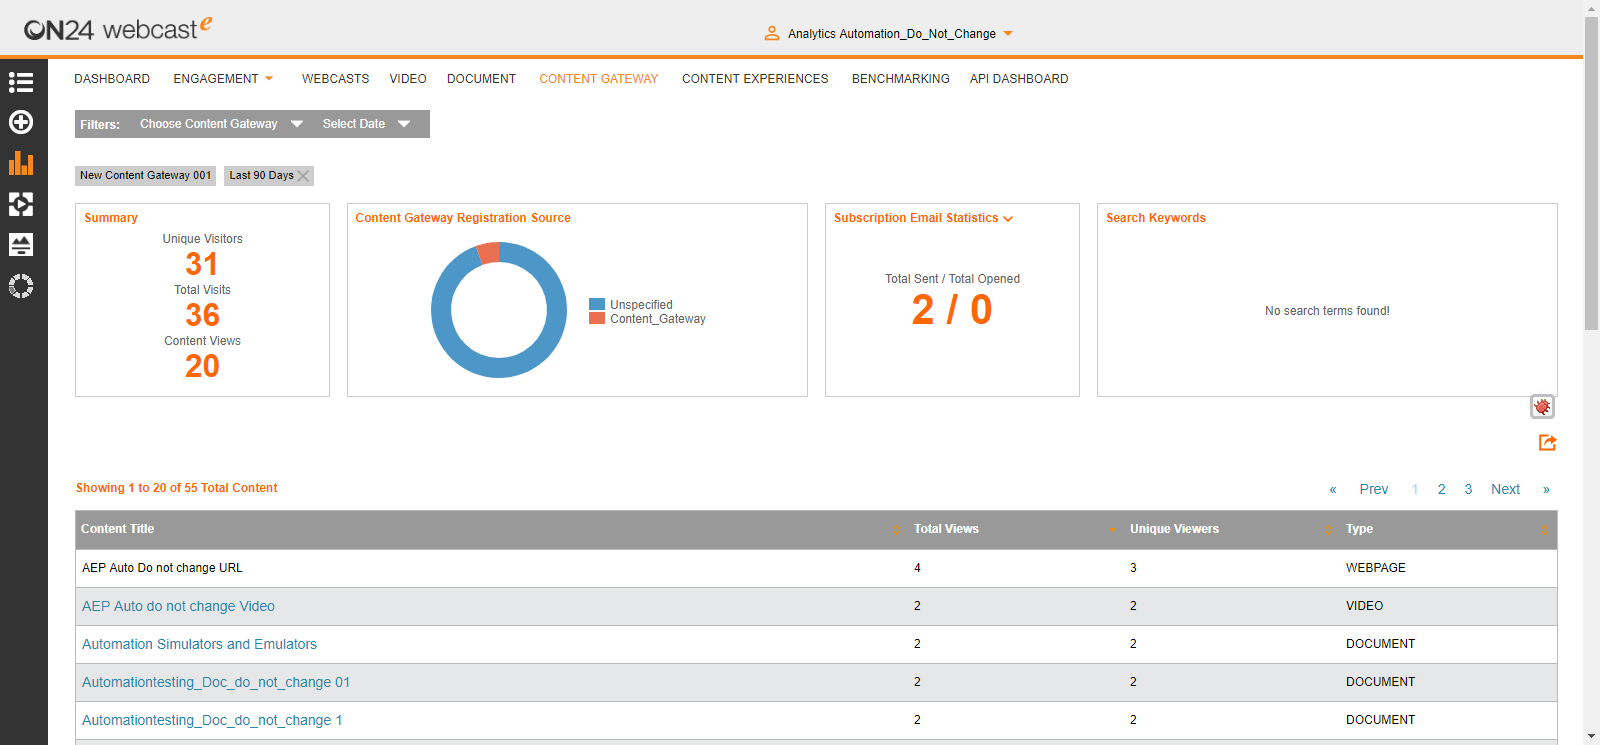 ON24 webcast e
Analytics Automation_Do_Not_Change
DASHBOARD ENGAGEMENT WEBCASTS VIDEO DOCUMENT CONTENT GATEWAY CONTENT EXPERIENCES BENCHMARKING API DASHBOARD
Filters: Choose Content Gateway Select Date
New Content Gateway 001 Last 90 Days
Summary
Unique Visitors
31
Total Visits
36
Content Views
20
Content Gateway Registration Source
Unspecified
Content_Gateway
Subscription Email Statistics
Total Sent / Total Opened
2 / 0
Search Keywords
No search terms found!
Showing 1 to 20 of 55 Total Content
« Prev 1 2 3 Next »
Content Title Total Views Unique Viewers Type
AEP Auto Do not change URL 4 3 WEBPAGE
AEP Auto do not change Video 2 2 VIDEO
Automation Simulators and Emulators 2 2 DOCUMENT
Automationtesting_Doc_do_not_change 01 2 2 DOCUMENT
Automationtesting_Doc_do_not_change 1 2 2 DOCUMENT